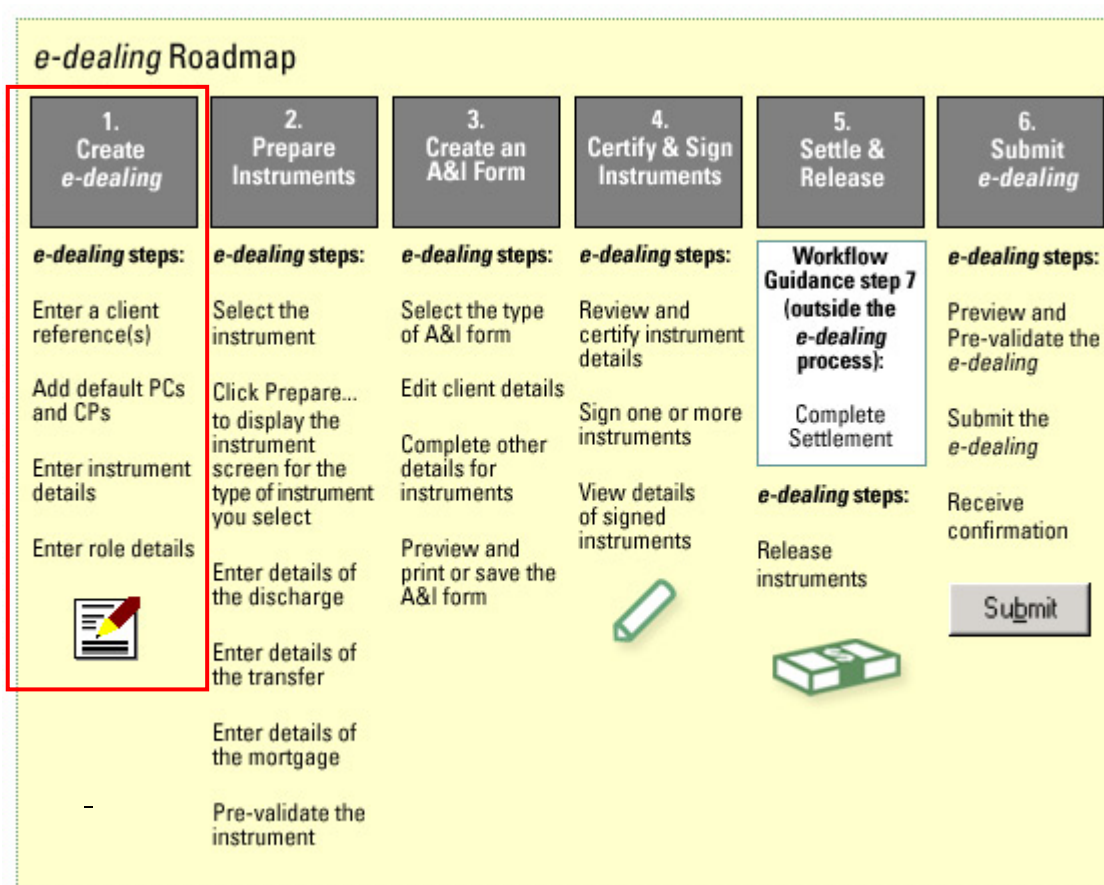 e-dealing Roadmap
1.
Create
e-dealing
e-dealing steps:
Enter a client
reference(s)
Add default PCs
and CPs
Enter instrument
details
Enter role details
2.
Prepare
Instruments
e-dealing steps:
Select the
instrument
Click Prepare...
to display the
instrument
screen for the
type of instrument
you select
Enter details of
the discharge
Enter details of
the transfer
Enter details of
the mortgage
Pre-validate the
instrument
3.
Create an
A&I Form
e-dealing steps:
Select the type
of A&I form
Edit client details
Complete other
details for
instruments
Preview and
print or save the
A&I form
4.
Certify & Sign
Instruments
e-dealing steps:
Review and
certify instrument
details
Sign one or more
instruments
View details
of signed
instruments
5.
Settle &
Release
Workflow
Guidance step 7
(outside the
e-dealing
process):
Complete
Settlement
e-dealing steps:
Release
instruments
$
6.
Submit
e-dealing
e-dealing steps:
Preview and
Pre-validate the
e-dealing
Submit the
e-dealing
Receive
confirmation
Submit